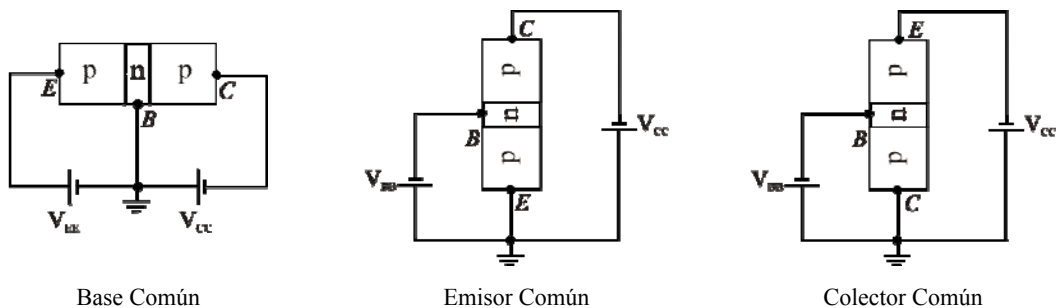 E p n p C
B
V_EE V_CC
Base Común
C
p
n
p
B
V_BB
V_CC
E
Emisor Común
E
p
n
p
B
V_BB
V_CC
C
Colector Común